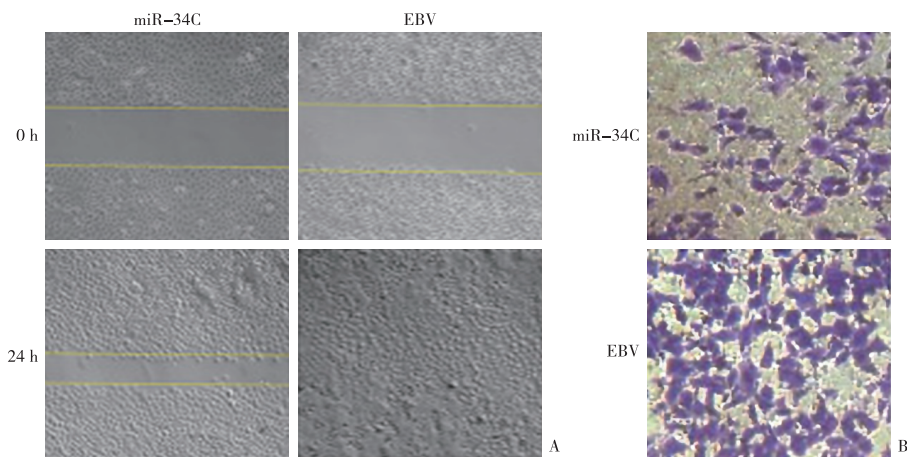 miR-34C EBV
0 h
miR-34C
24 h
EBV
A
B